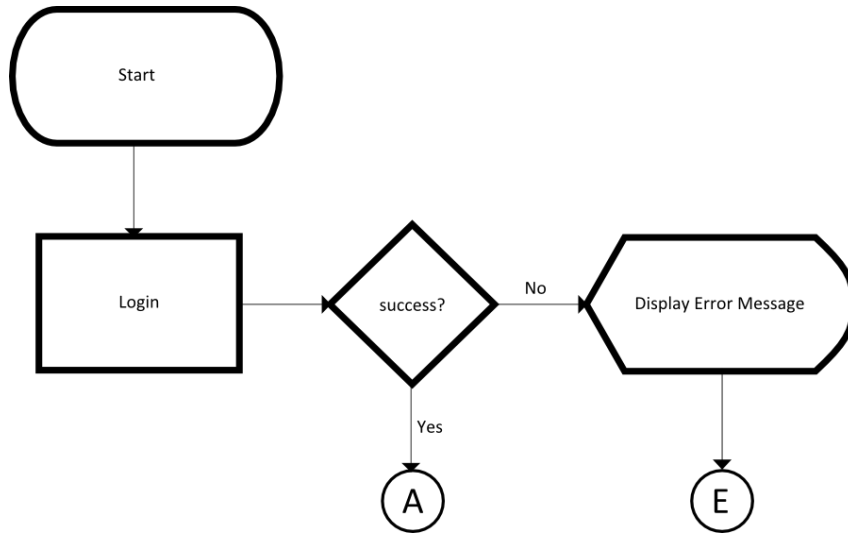 Start
Login
success?
No
Display Error Message
Yes
A
E